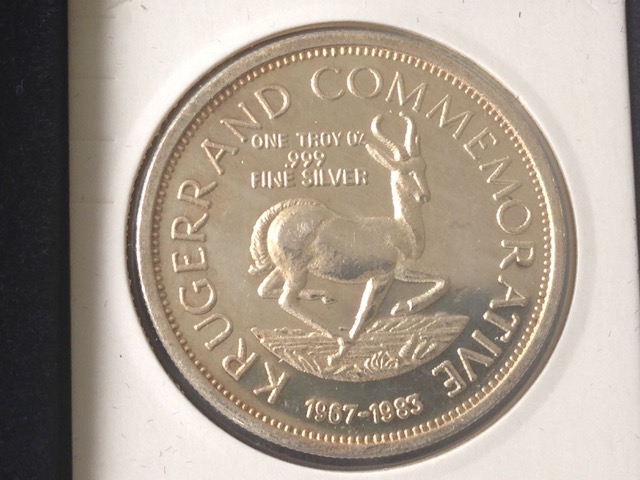 KRUGERRAND COMMEMORATIVE
ONE TROY OZ
.999
FINE SILVER
1967-1983